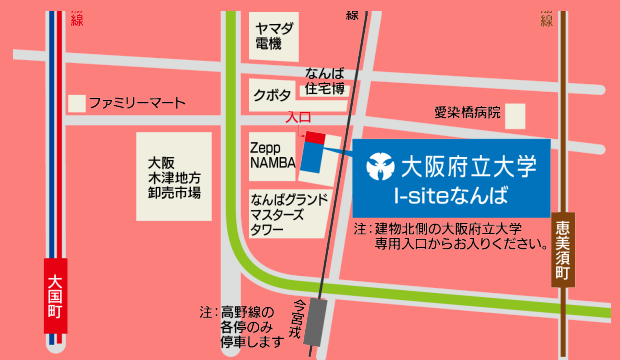 線
線
線
ヤマダ
電機
なんば
住宅博
クボタ
ファミリーマート
入口
愛染橋病院
Zepp
NAMBA
大阪
木津地方
卸売市場
大阪府立大学
I-siteなんば
なんばグランド
マスターズ
タワー
注：建物北側の大阪府立大学
専用入口からお入りください。
恵美須町
大国町
今宮戎
注：高野線の
各停のみ
停車します